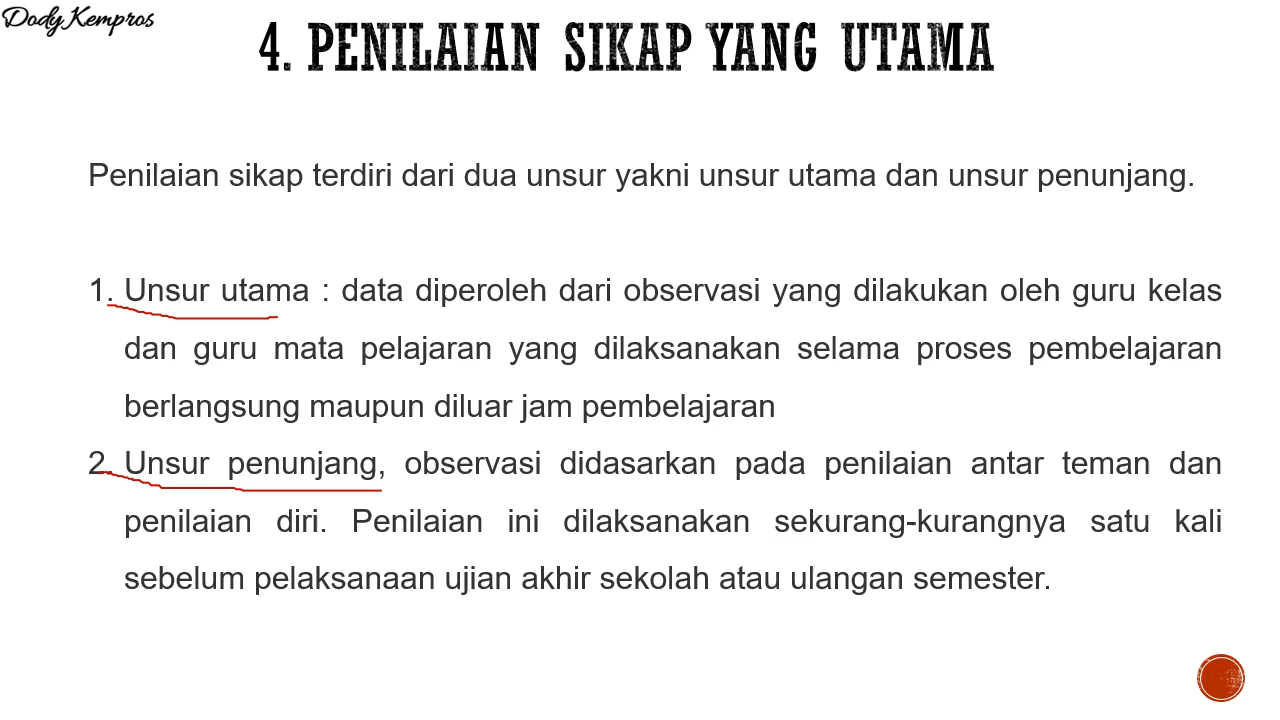 Dody Kempros
4. PENILAIAN SIKAP YANG UTAMA
Penilaian sikap terdiri dari dua unsur yakni unsur utama dan unsur penunjang.
1. Unsur utama : data diperoleh dari observasi yang dilakukan oleh guru kelas
dan guru mata pelajaran yang dilaksanakan selama proses pembelajaran
berlangsung maupun diluar jam pembelajaran
2. Unsur penunjang, observasi didasarkan pada penilaian antar teman dan
penilaian diri. Penilaian ini dilaksanakan sekurang-kurangnya satu kali
sebelum pelaksanaan ujian akhir sekolah atau ulangan semester.